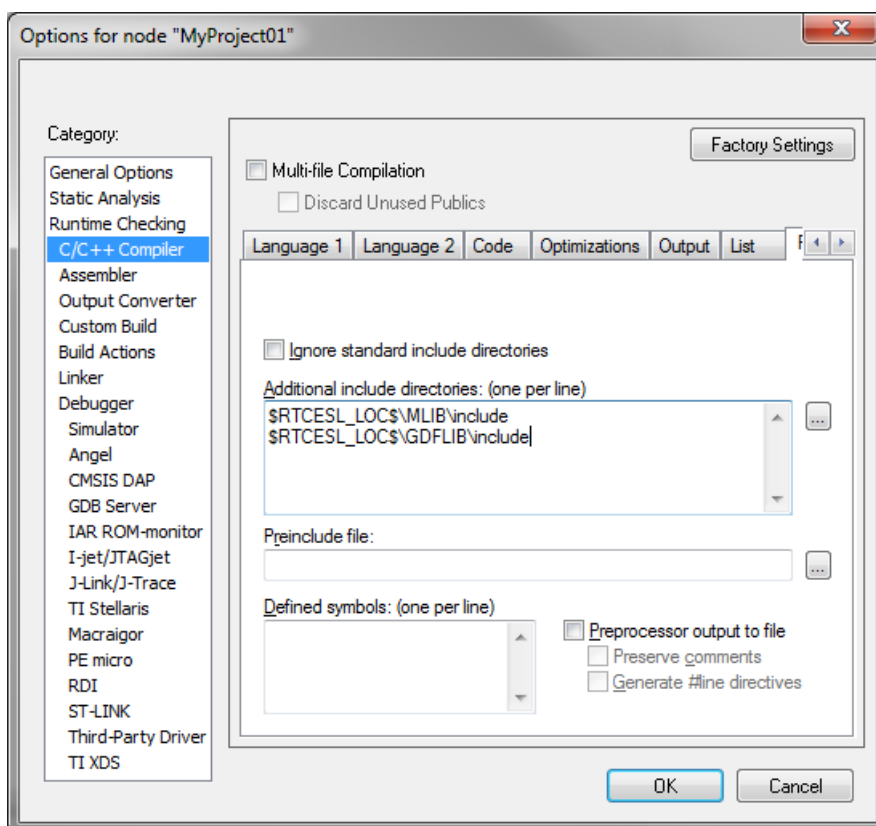 Options for node "MyProject01"
Category:
Factory Settings
General Options
Static Analysis
Runtime Checking
C/C++ Compiler
Assembler
Output Converter
Custom Build
Build Actions
Linker
Debugger
Simulator
Angel
CMSIS DAP
GDB Server
IAR ROM-monitor
I-jet/JTAGjet
J-Link/J-Trace
TI Stellaris
Macraigor
PE micro
RDI
ST-LINK
Third-Party Driver
TI XDS
Multi-file Compilation
Discard Unused Publics
Language 1 Language 2 Code Optimizations Output List
Ignore standard include directories
Additional include directories: (one per line)
$RTCESL_LOC$\MLIB\include
$RTCESL_LOC$\GDFLIB\include
...
Preinclude file:
...
Defined symbols: (one per line)
Preprocessor output to file
Preserve comments
Generate #line directives
OK Cancel